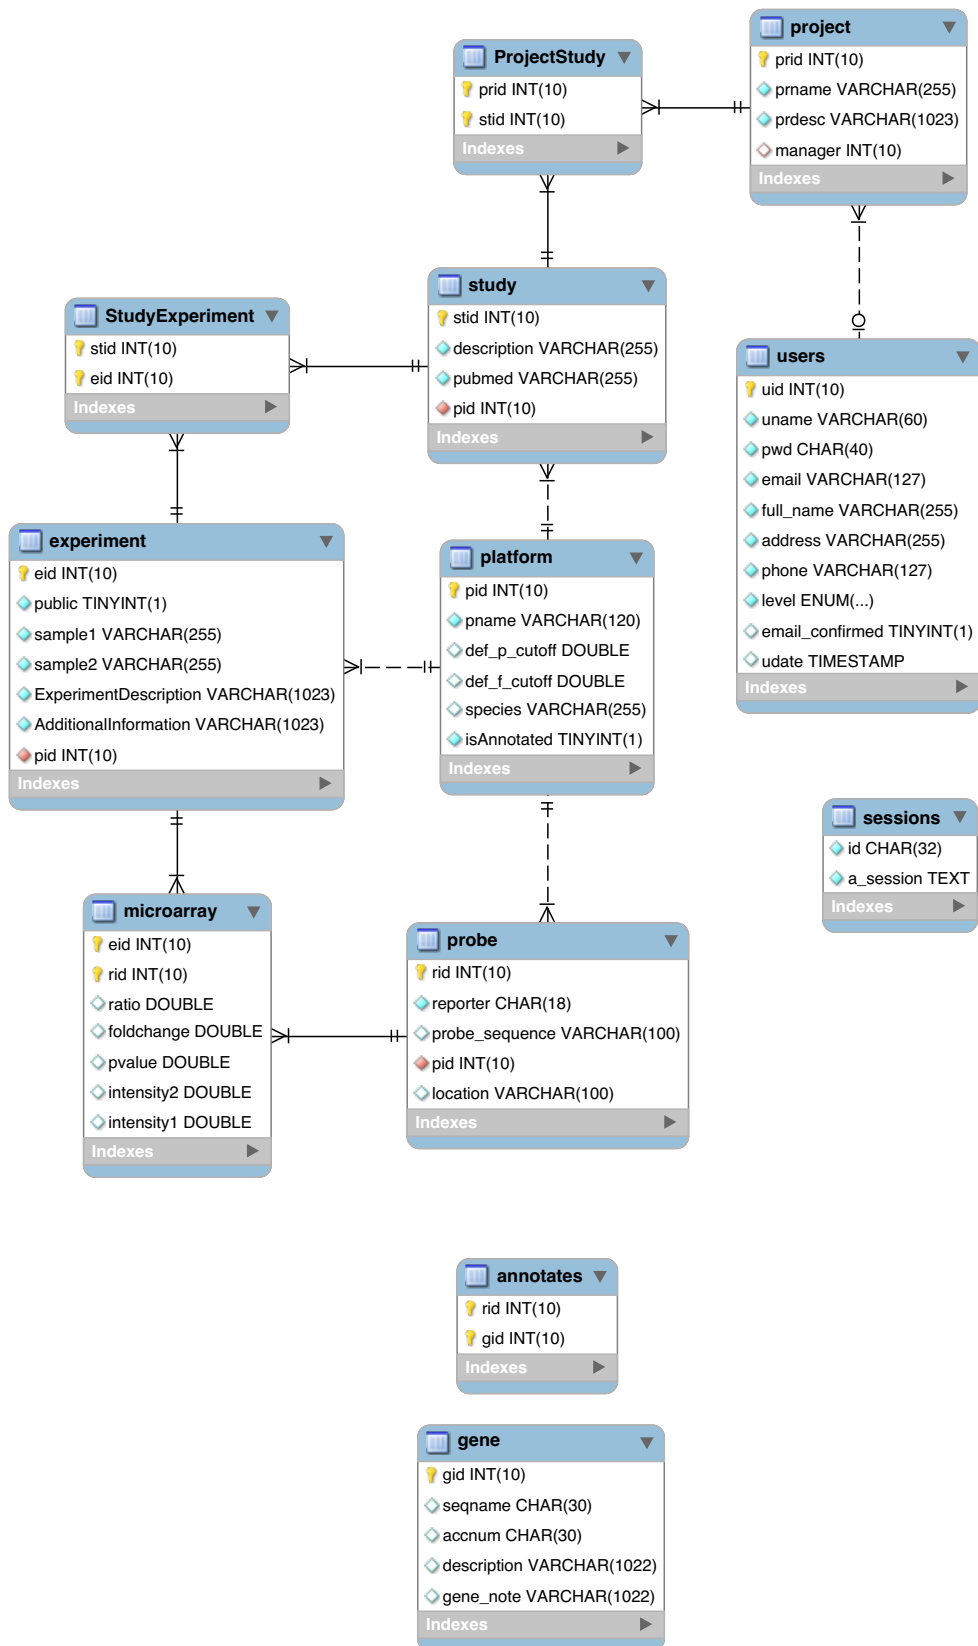 project
prid INT(10)
prname VARCHAR(255)
prdesc VARCHAR(1023)
manager INT(10)
Indexes
ProjectStudy
prid INT(10)
stid INT(10)
Indexes
study
stid INT(10)
description VARCHAR(255)
pubmed VARCHAR(255)
pid INT(10)
Indexes
StudyExperiment
stid INT(10)
eid INT(10)
Indexes
users
uid INT(10)
uname VARCHAR(60)
pwd CHAR(40)
email VARCHAR(127)
full_name VARCHAR(255)
address VARCHAR(255)
phone VARCHAR(127)
level ENUM(...)
email_confirmed TINYINT(1)
udate TIMESTAMP
Indexes
experiment
eid INT(10)
public TINYINT(1)
sample1 VARCHAR(255)
sample2 VARCHAR(255)
ExperimentDescription VARCHAR(1023)
AdditionalInformation VARCHAR(1023)
pid INT(10)
Indexes
platform
pid INT(10)
pname VARCHAR(120)
def_p_cutoff DOUBLE
def_f_cutoff DOUBLE
species VARCHAR(255)
isAnnotated TINYINT(1)
Indexes
sessions
id CHAR(32)
a_session TEXT
Indexes
microarray
eid INT(10)
rid INT(10)
ratio DOUBLE
foldchange DOUBLE
pvalue DOUBLE
intensity2 DOUBLE
intensity1 DOUBLE
Indexes
probe
rid INT(10)
reporter CHAR(18)
probe_sequence VARCHAR(100)
pid INT(10)
location VARCHAR(100)
Indexes
annotates
rid INT(10)
gid INT(10)
Indexes
gene
gid INT(10)
seqname CHAR(30)
accnum CHAR(30)
description VARCHAR(1022)
gene_note VARCHAR(1022)
Indexes